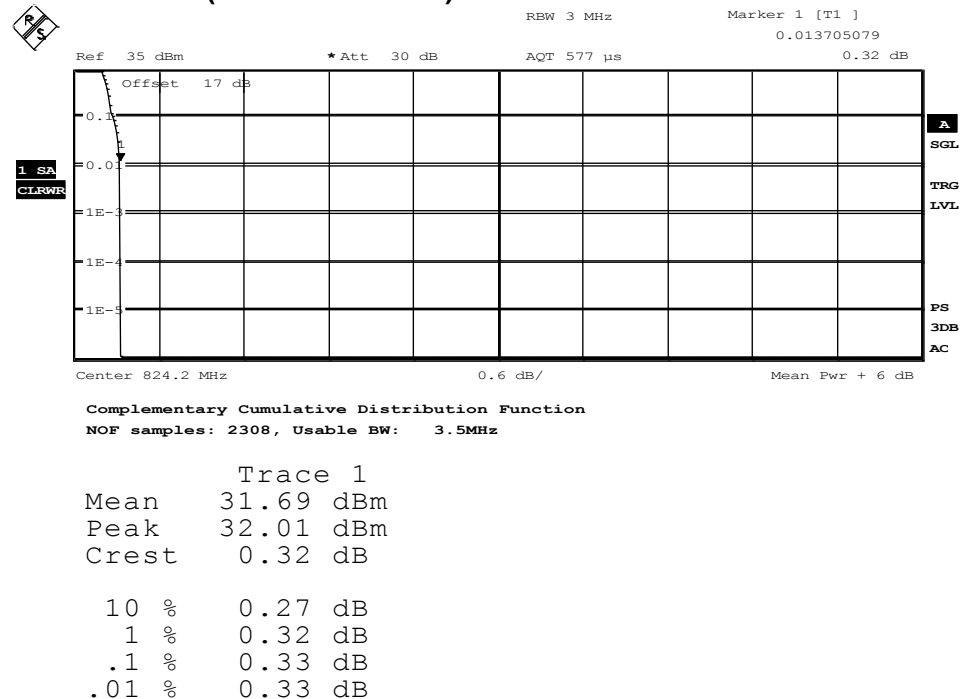 R S
RBW 3 MHz Marker 1 [T1 ]
0.013705079
Ref 35 dBm *Att 30 dB AQT 577 µs 0.32 dB
Offset 17 dB
0.1
A
1
SGL
1 SA
0.01
CLRWR
TRG
1E-3
LVL
1E-4
1E-5
PS
3DB
AC
Center 824.2 MHz 0.6 dB/ Mean Pwr + 6 dB
Complementary Cumulative Distribution Function
NOF samples: 2308, Usable BW: 3.5MHz
Trace 1
Mean 31.69 dBm
Peak 32.01 dBm
Crest 0.32 dB
10 % 0.27 dB
1 % 0.32 dB
.1 % 0.33 dB
.01 % 0.33 dB